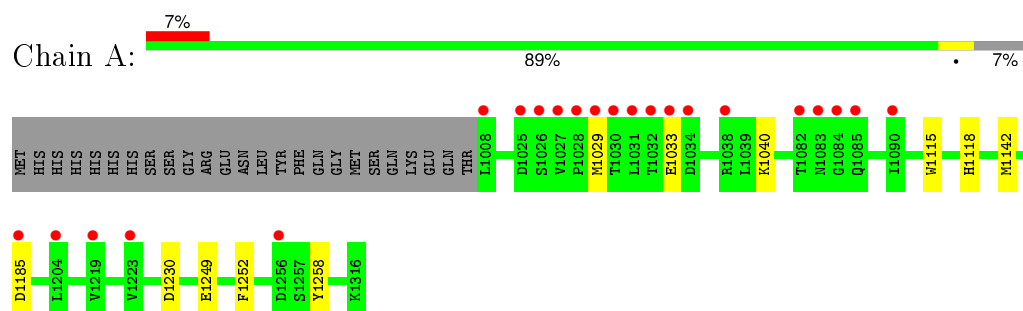 7%
Chain A:
89%
•
7%
MET HIS HIS HIS HIS HIS HIS SER SER GLY ARG GLU ASN LEU TYR PHE GLN GLY MET SER GLN LYS GLU GLN THR L1008 D1025 S1026 V1027 P1028 M1029 T1030 L1031 T1032 E1033 D1034 R1038 L1039 K1040 T1082 N1083 G1084 Q1085 I1090 W1115 H1118 M1142
D1185 L1204 V1219 V1223 D1230 E1249 F1252 D1256 S1257 Y1258 K1316